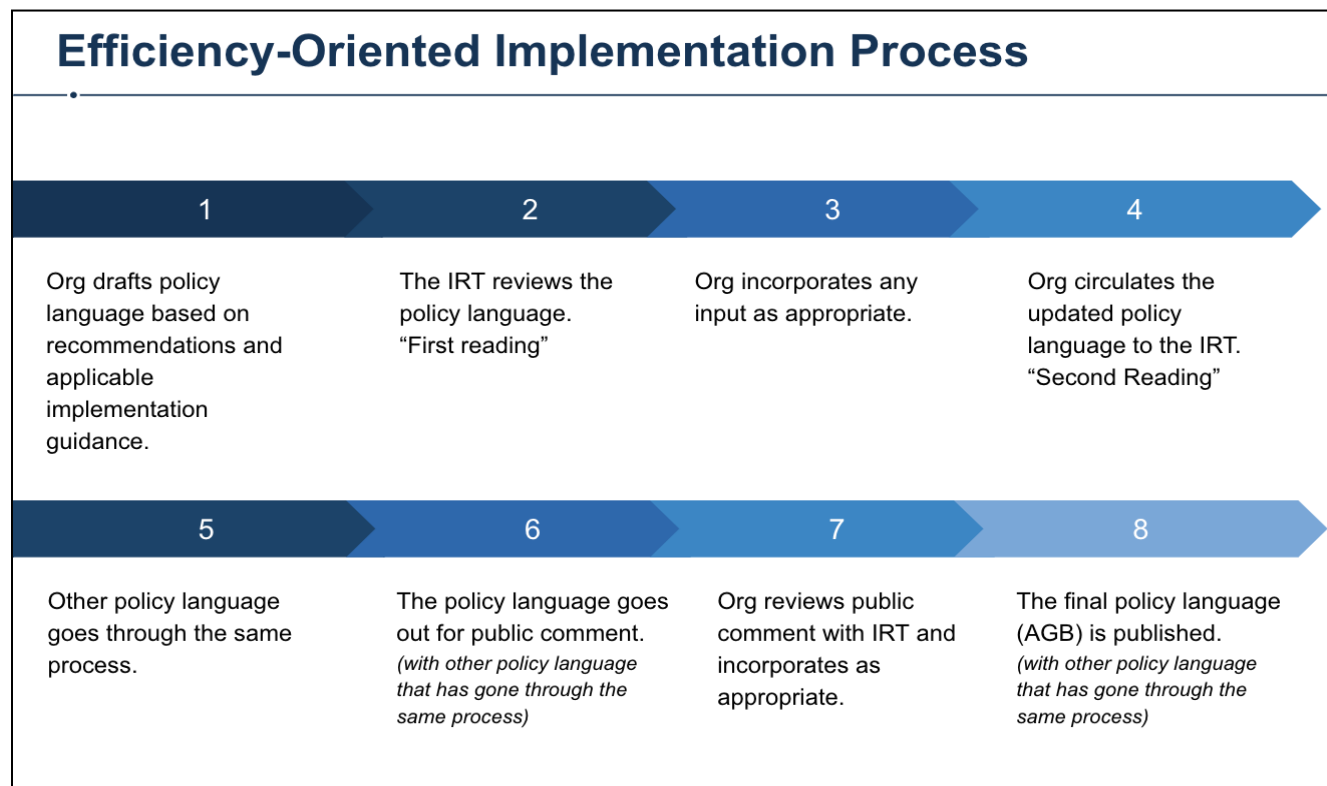 Efficiency-Oriented Implementation Process
1
2
3
4
Org drafts policy
language based on
recommendations and
applicable
implementation
guidance.
The IRT reviews the
policy language.
“First reading”
Org incorporates any
input as appropriate.
Org circulates the
updated policy
language to the IRT.
“Second Reading”
5
6
7
8
Other policy language
goes through the same
process.
The policy language goes
out for public comment.
(with other policy language
that has gone through the
same process)
Org reviews public
comment with IRT and
incorporates as
appropriate.
The final policy language
(AGB) is published.
(with other policy language
that has gone through the
same process)